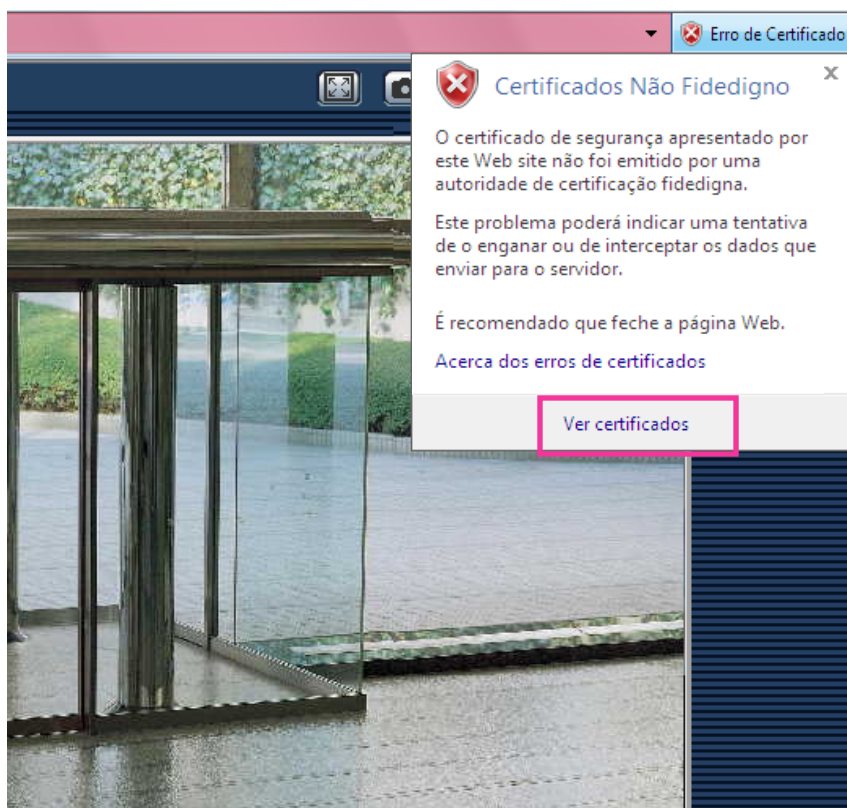 Erro de Certificado
Certificados Não Fidedigno
O certificado de segurança apresentado por
este Web site não foi emitido por uma
autoridade de certificação fidedigna.
Este problema poderá indicar uma tentativa
de o enganar ou de interceptar os dados que
enviar para o servidor.
É recomendado que feche a página Web.
Acerca dos erros de certificados
Ver certificados